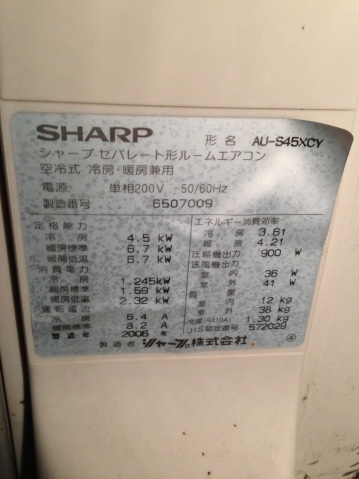 SHARP 形名 AU-S45XCY
シャープ セパレート形ルームエアコン
空冷式 冷房・暖房兼用
電源 単相200V 50/60Hz
製造番号 6507009
定格能力
冷房 4.5 kW
暖房標準 6.7 kW
暖房低温 6.7 kW
消費電力
冷房 1.245kW
暖房標準 1.59 kW
暖房低温 2.32 kW
運転電流
冷房 6.4 A
暖房 8.2 A
製造年 2006年
エネルギー消費効率
冷房 3.61
暖房 4.21
圧縮機出力 900 W
送風機出力
室内 36 W
室外 41 W
質量
室内 12 kg
室外 38 kg
冷媒(R410A) 1.30 kg
JIS認定番号 572029
製造者 シャープ株式会社